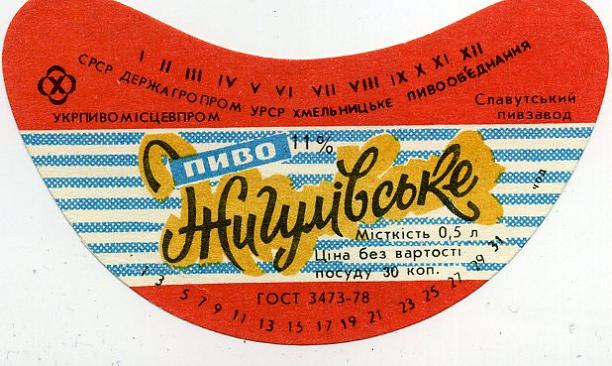 I II III IV V VI VII VIII IX X XI XII
СРСР ДЕРЖАГРОПРОМ УРСР ХМЕЛЬНИЦЬКЕ ПИВООБ'ЄДНАННЯ
УКРПИВОМІСЦЕВПРОМ
Славутський
пивзавод
ПИВО 11%
Жигулівське
Місткість 0,5 л
Ціна без вартості
посуду 30 коп.
ГОСТ 3473-78
1 3 5 7 9 11 13 15 17 19 21 23 25 27 29 31